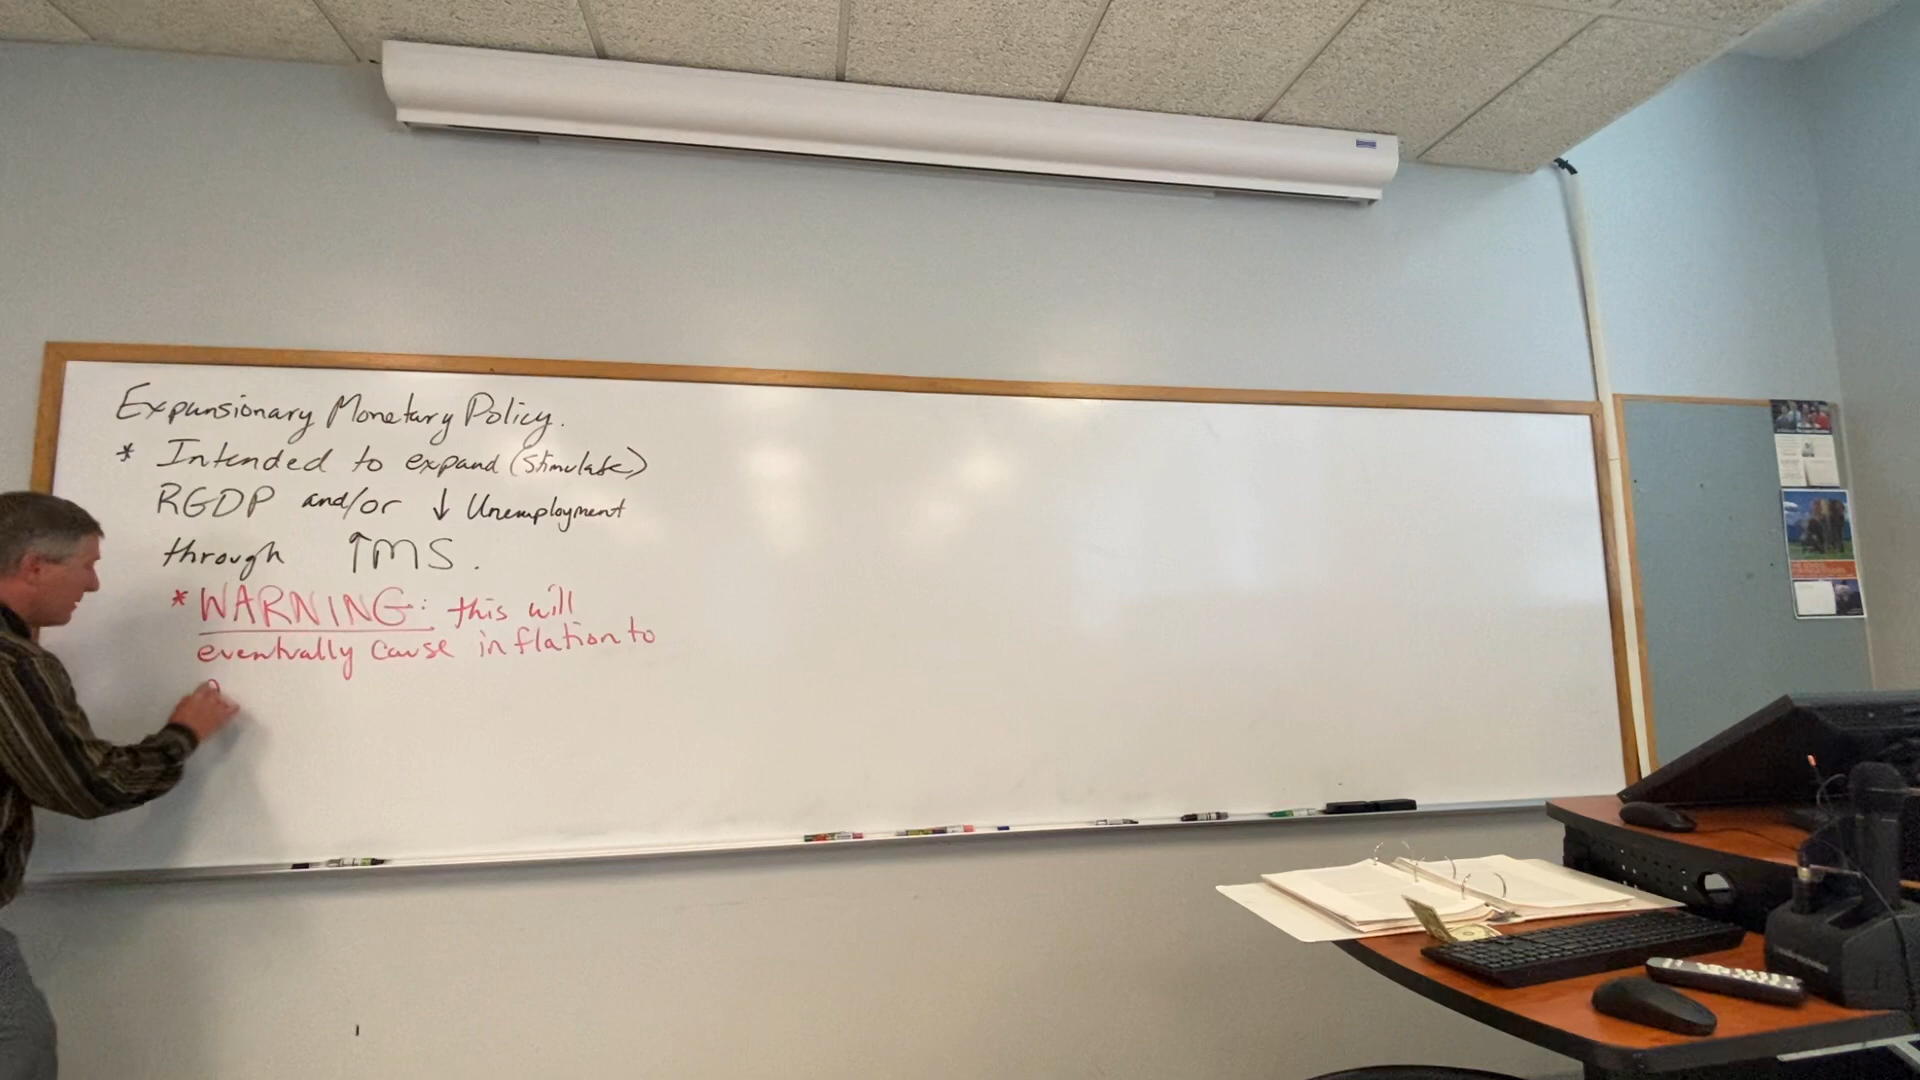 Expansionary Monetary Policy.
* Intended to expand (stimulate)
RGDP and/or ↓ Unemployment
through ↑MS.
* WARNING: this will
eventually cause inflation to